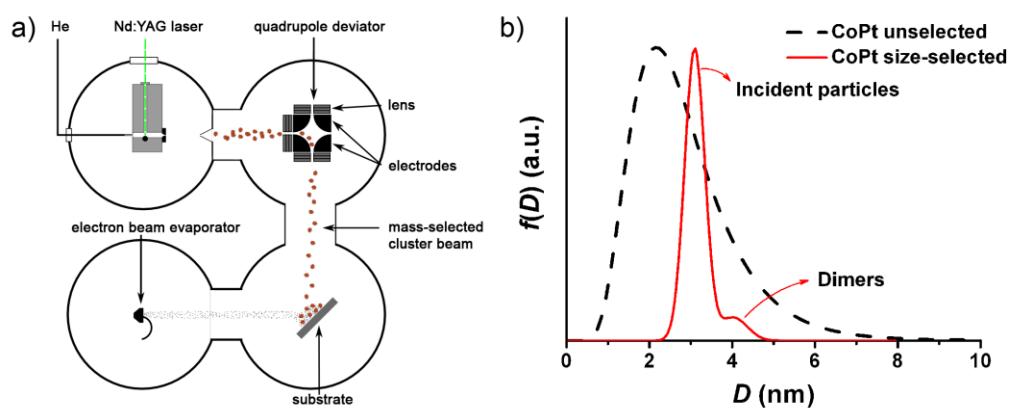 a)
He
Nd:YAG laser
quadrupole deviator
lens
electrodes
mass-selected
cluster beam
electron beam evaporator
substrate
b)
CoPt unselected
CoPt size-selected
Incident particles
Dimers
f(D) (a.u.)
0 2 4 6 8 10
D (nm)